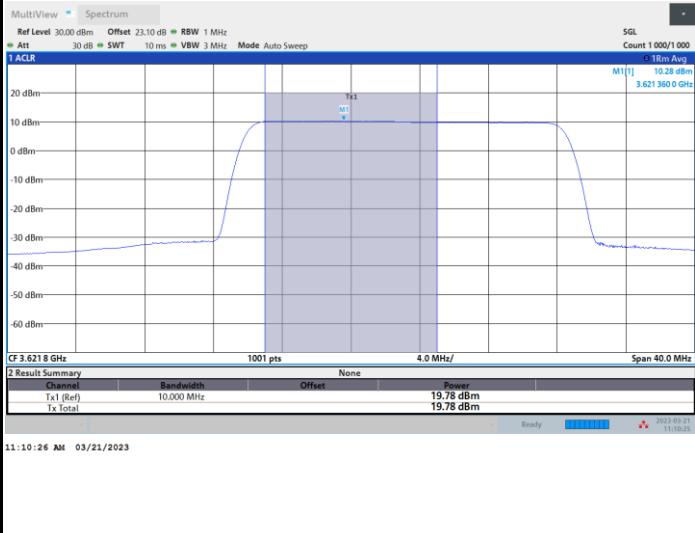 MultiView Spectrum
Ref Level 30.00 dBm Offset 23.10 dB RBW 1 MHz SGL
Att 30 dB SWT 10 ms VBW 3 MHz Mode Auto Sweep Count 1 000/1 000
1 ACLR 1Rm Avg
M1[1] 10.28 dBm
3.621 360 0 GHz
20 dBm
Tx1
M1
10 dBm
0 dBm
-10 dBm
-20 dBm
-30 dBm
-40 dBm
-50 dBm
-60 dBm
CF 3.621 8 GHz 1001 pts 4.0 MHz/ Span 40.0 MHz
2 Result Summary None
Channel Bandwidth Offset Power
Tx1 (Ref) 10.000 MHz 19.78 dBm
Tx Total 19.78 dBm
Ready 2023-03-21
11:10:25
11:10:26 AM 03/21/2023